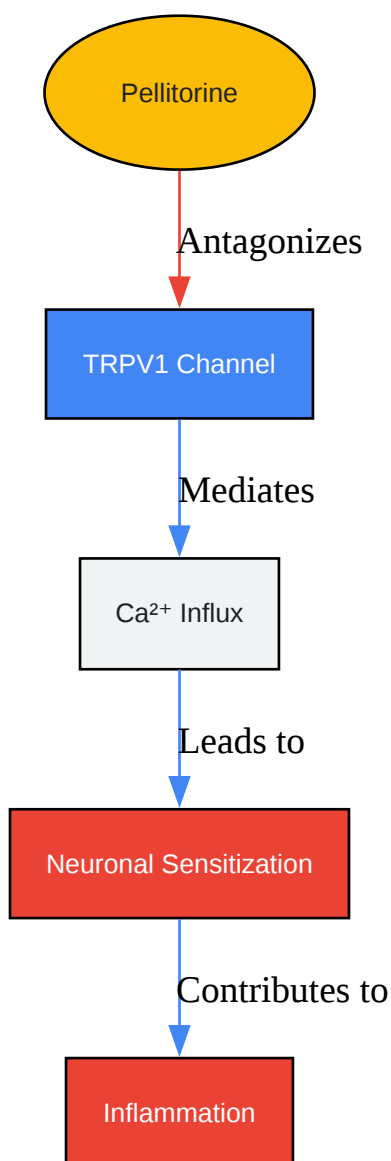 Pellitorine
Antagonizes
TRPV1 Channel
Mediates
Ca²⁺ Influx
Leads to
Neuronal Sensitization
Contributes to
Inflammation